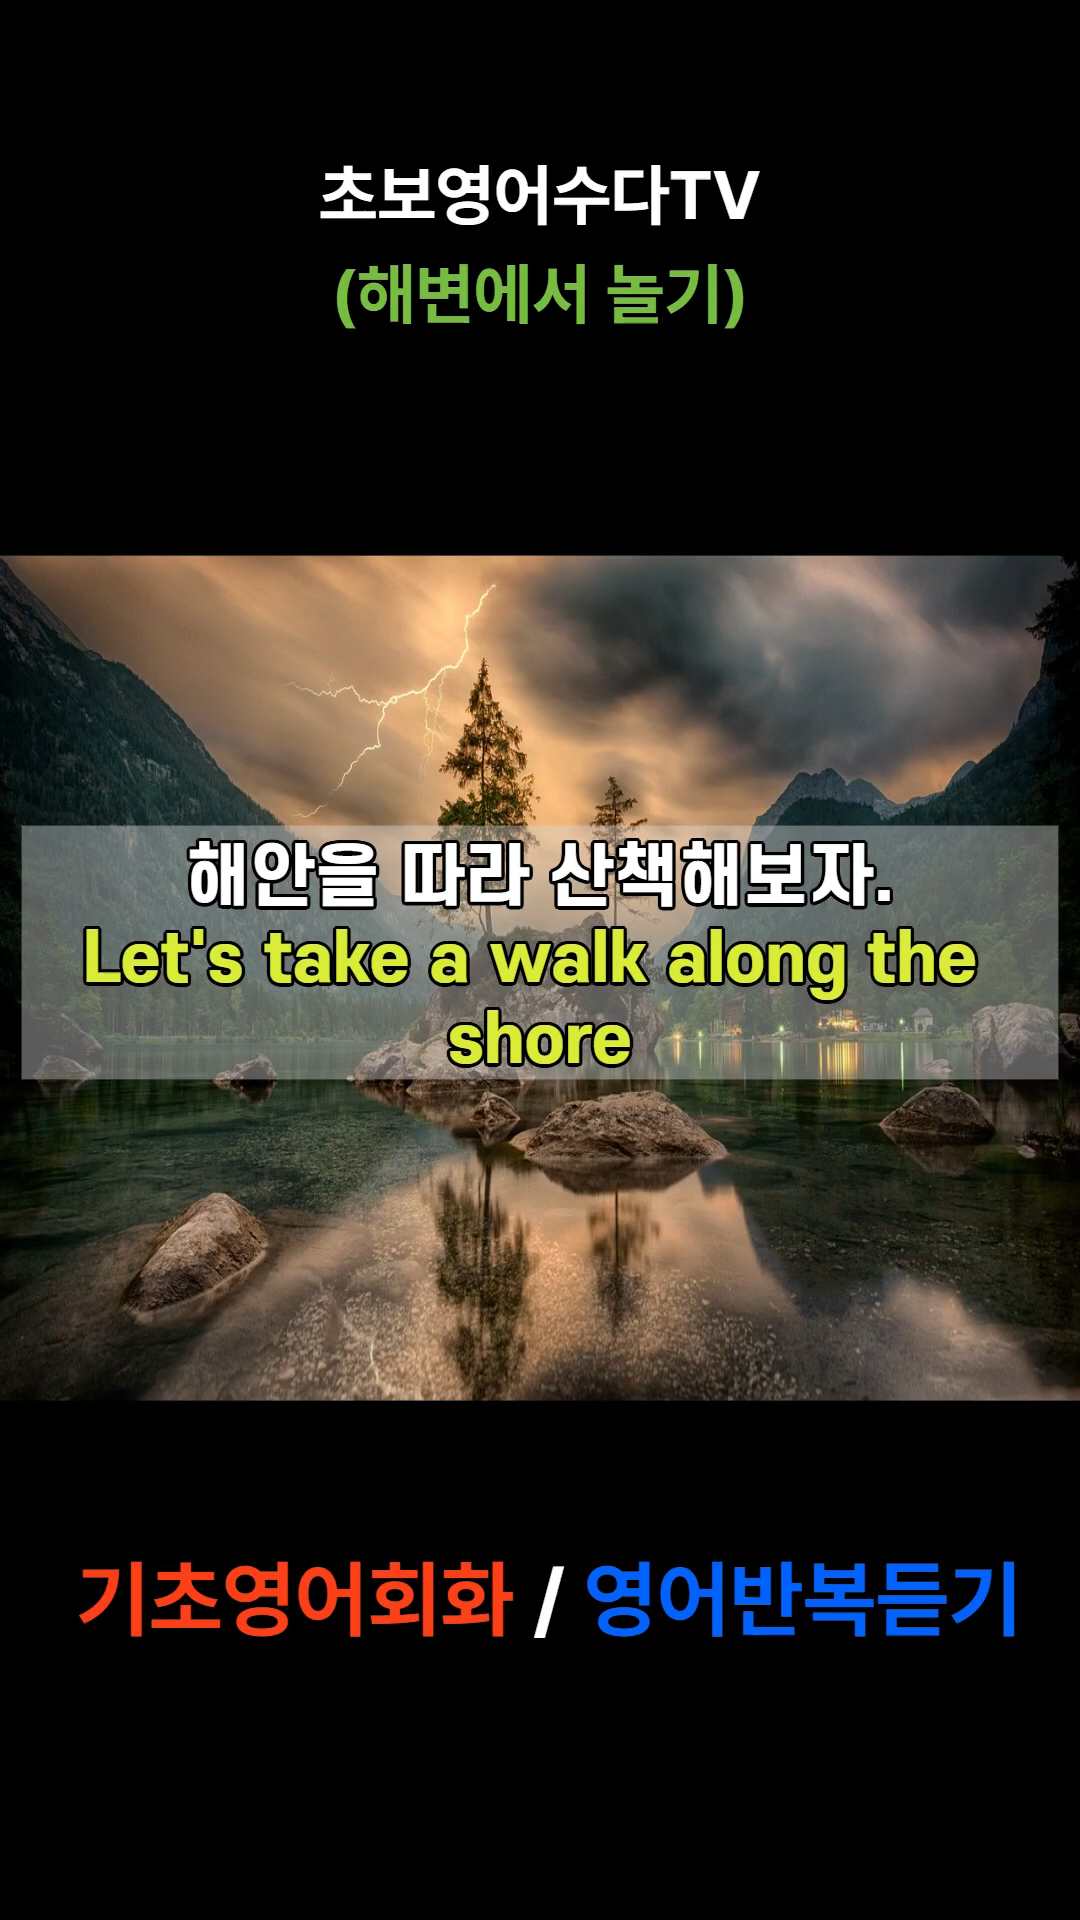 초보영어수다TV
(해변에서 놀기)
해안을 따라 산책해보자.
Let's take a walk along the
shore
기초영어회화 / 영어반복듣기